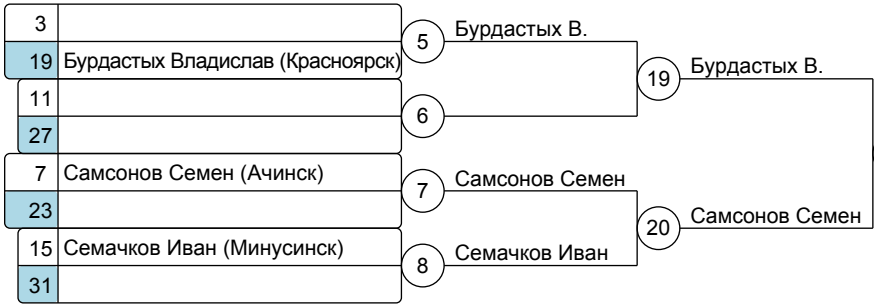 3
5
Бурдастых В.
19 Бурдастых Владислав (Красноярск)
19
Бурдастых В.
11
6
27
7 Самсонов Семен (Ачинск)
7
Самсонов Семен
23
20
Самсонов Семен
15 Семачков Иван (Минусинск)
8
Семачков Иван
31